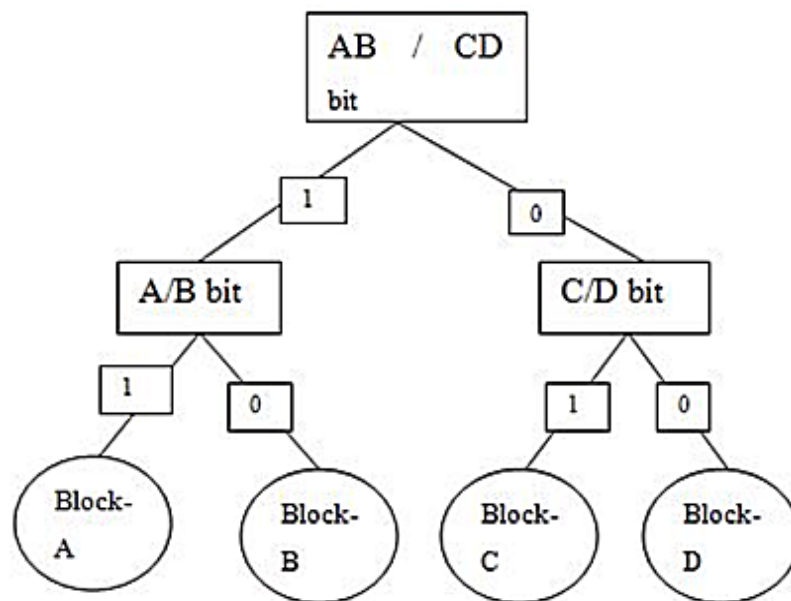 AB / CD
bit
1
0
A/B bit
C/D bit
1
0
1
0
Block-
A
Block-
B
Block-
C
Block-
D